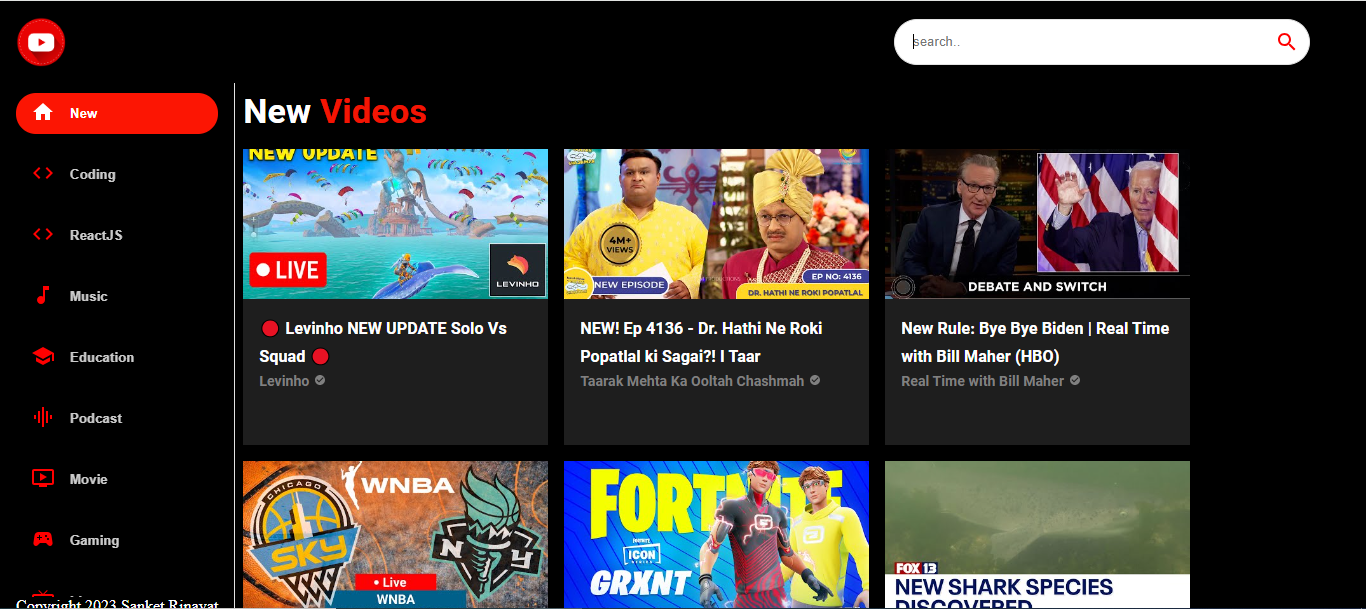 search..
New
Coding
ReactJS
Music
Education
Podcast
Movie
Gaming
Copyright 2023 Sanket Rinayat
New Videos
NEW UPDATE
LIVE
LEVINHO
🔴 Levinho NEW UPDATE Solo Vs
Squad 🔴
Levinho
4M+
VIEWS
NEW EPISODE
EP NO: 4136
DR. HATHI NE ROKI POPATLAL
NEW! Ep 4136 - Dr. Hathi Ne Roki
Popatlal ki Sagai?! I Taar
Taarak Mehta Ka Ooltah Chashmah
DEBATE AND SWITCH
New Rule: Bye Bye Biden | Real Time
with Bill Maher (HBO)
Real Time with Bill Maher
CHICAGO
SKY
WNBA
NY
• Live
WNBA
FORTNITE
FORTNITE
ICON
SERIES
GRXNT
FOX 13
NEW SHARK SPECIES
DISCOVERED